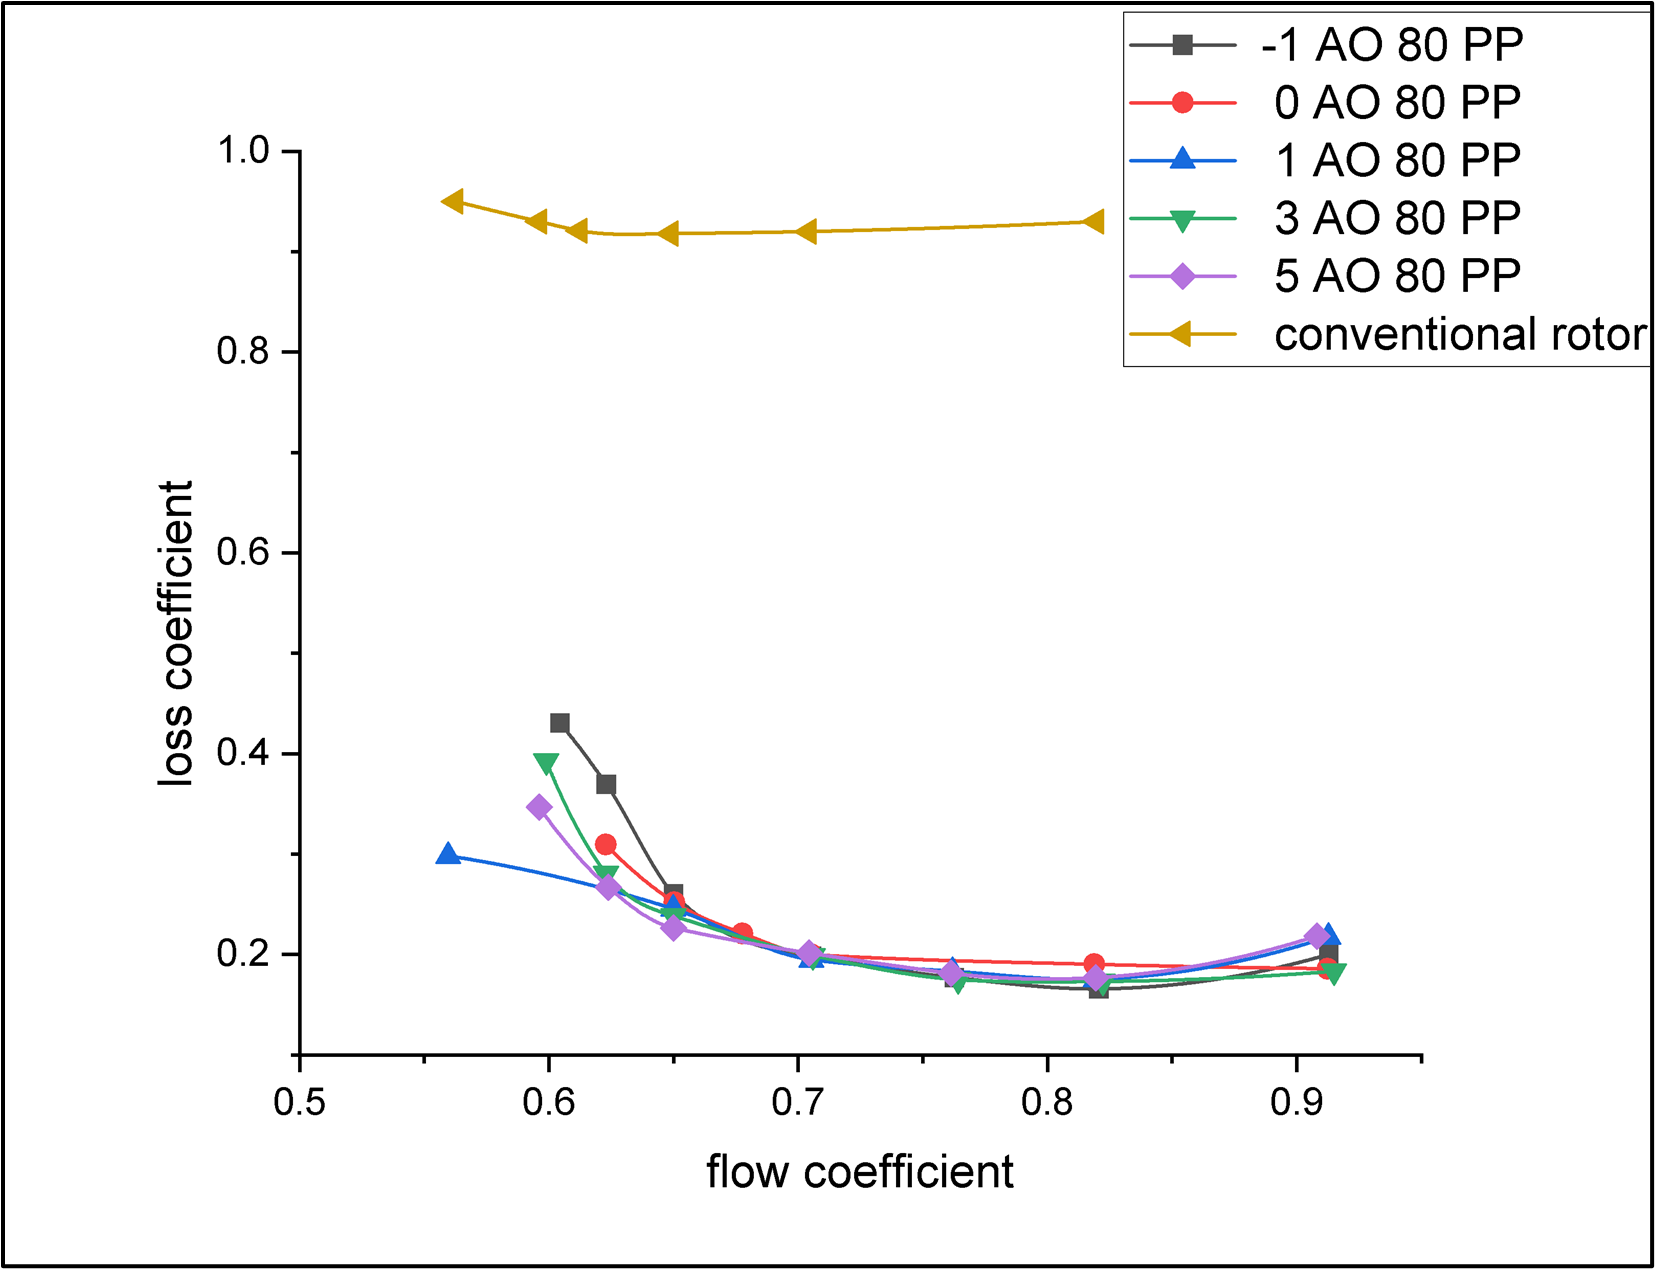 -1 AO 80 PP
0 AO 80 PP
1 AO 80 PP
3 AO 80 PP
5 AO 80 PP
conventional rotor
1.0
0.8
0.6
0.4
0.2
loss coefficient
0.5 0.6 0.7 0.8 0.9
flow coefficient